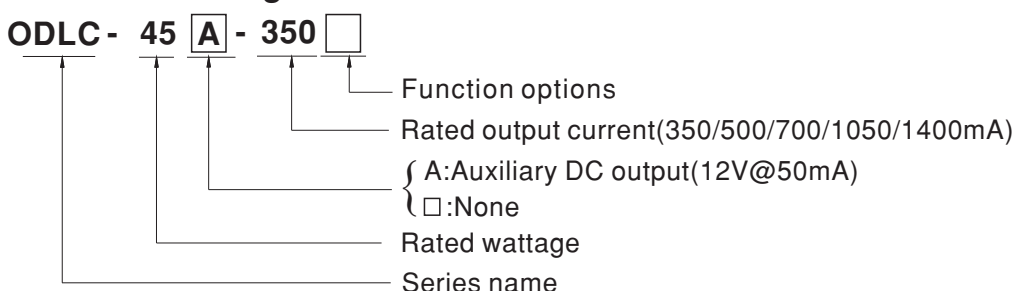 ODLC - 45 A - 350 □
Function options
Rated output current(350/500/700/1050/1400mA)
A:Auxiliary DC output(12V@50mA)
□:None
Rated wattage
Series name